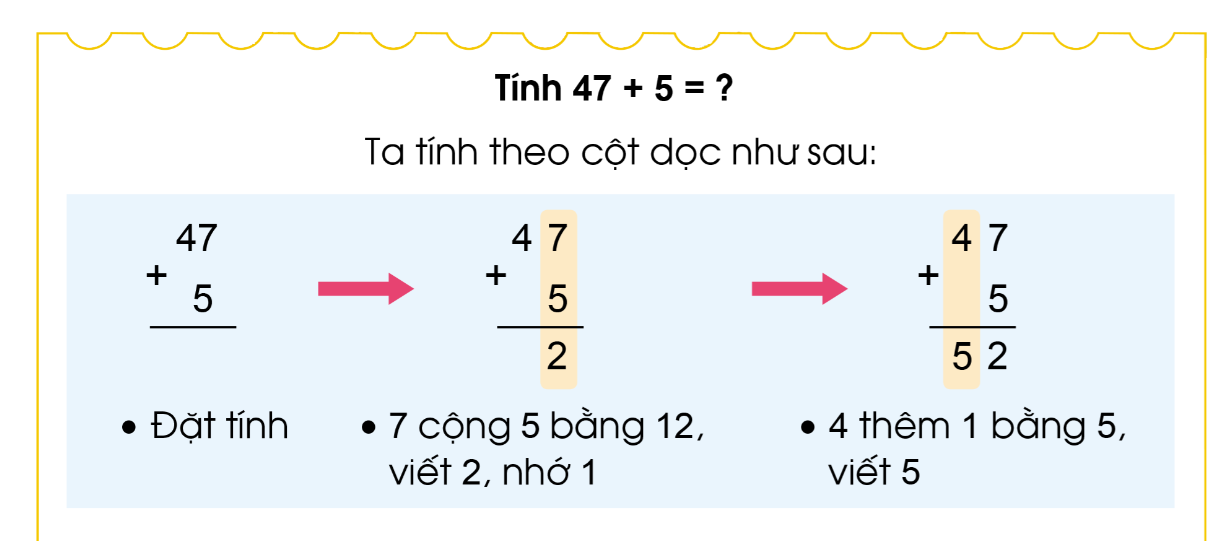 Tính 47 + 5 = ?
Ta tính theo cột dọc như sau:
47
+
5
4 7
+
5
2
4 7
+
5
5 2
• Đặt tính
• 7 cộng 5 bằng 12,
viết 2, nhớ 1
• 4 thêm 1 bằng 5,
viết 5